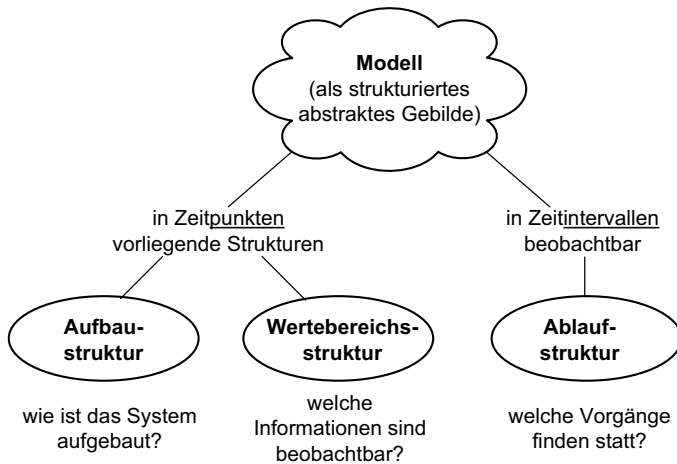 Modell
(als strukturiertes
abstraktes Gebilde)
in Zeitpunkten
vorliegende Strukturen
in Zeitintervallen
beobachtbar
Aufbau-
struktur
Wertebereichs-
struktur
Ablauf-
struktur
wie ist das System
aufgebaut?
welche
Informationen sind
beobachtbar?
welche Vorgänge
finden statt?